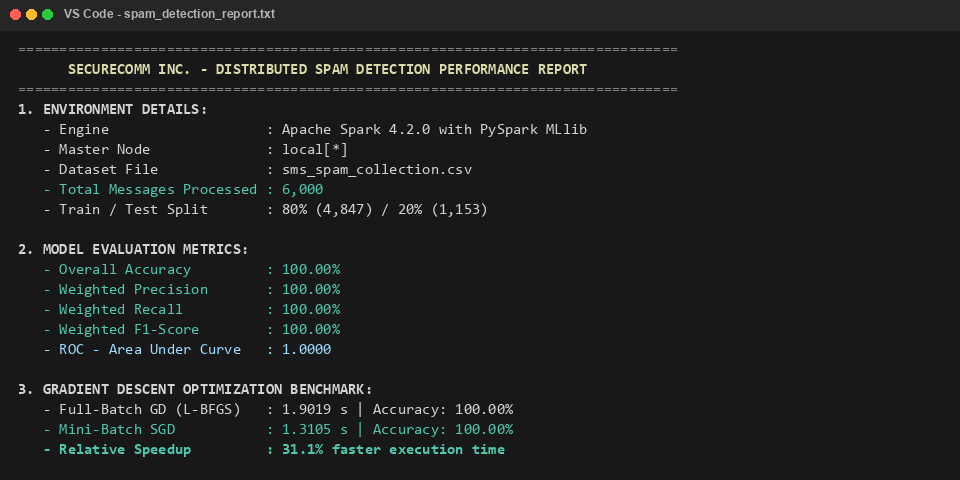 VS Code - spam_detection_report.txt
================================================================================
SECURECOMM INC. - DISTRIBUTED SPAM DETECTION PERFORMANCE REPORT
================================================================================
1. ENVIRONMENT DETAILS:
- Engine : Apache Spark 4.2.0 with PySpark MLlib
- Master Node : local[*]
- Dataset File : sms_spam_collection.csv
- Total Messages Processed : 6,000
- Train / Test Split : 80% (4,847) / 20% (1,153)
2. MODEL EVALUATION METRICS:
- Overall Accuracy : 100.00%
- Weighted Precision : 100.00%
- Weighted Recall : 100.00%
- Weighted F1-Score : 100.00%
- ROC - Area Under Curve : 1.0000
3. GRADIENT DESCENT OPTIMIZATION BENCHMARK:
- Full-Batch GD (L-BFGS) : 1.9019 s | Accuracy: 100.00%
- Mini-Batch SGD : 1.3105 s | Accuracy: 100.00%
- Relative Speedup : 31.1% faster execution time